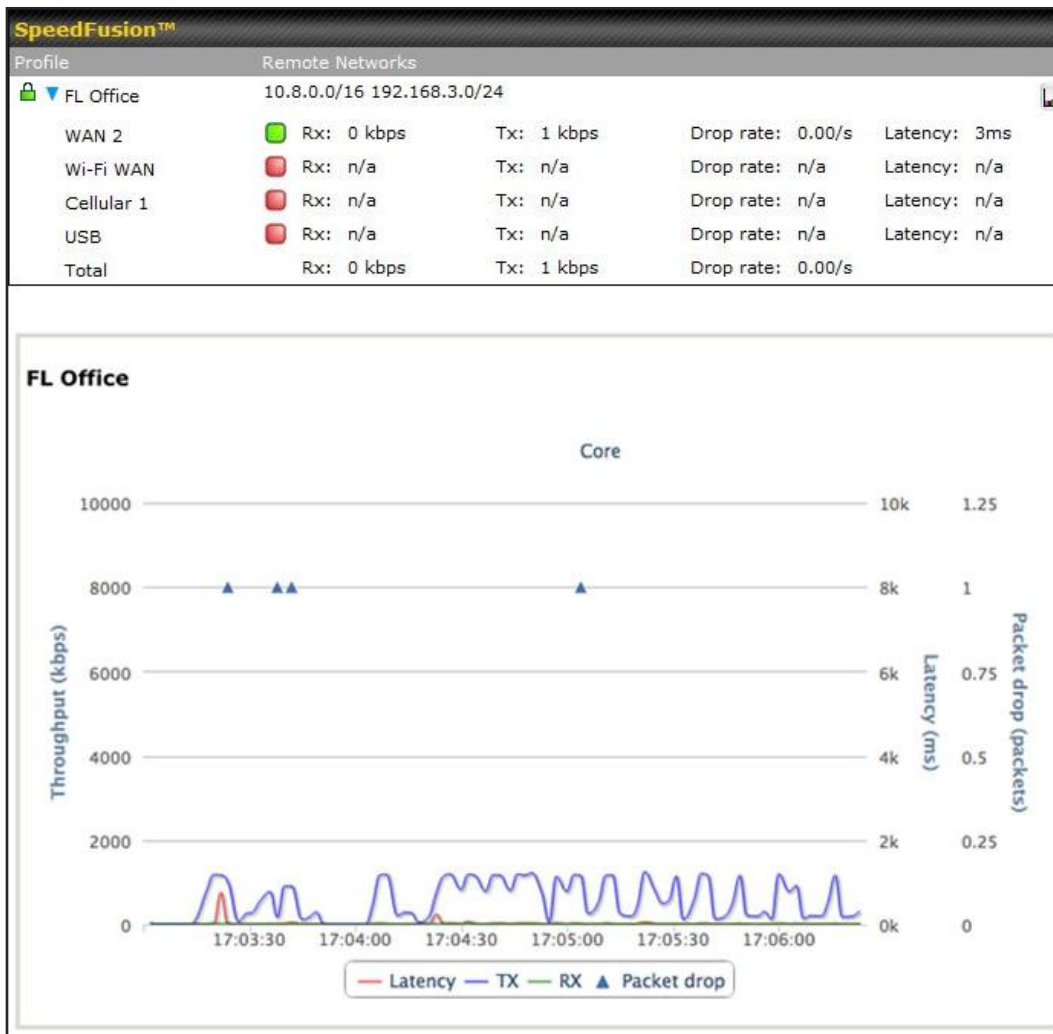 SpeedFusion™
Profile Remote Networks
FL Office 10.8.0.0/16 192.168.3.0/24
WAN 2 Rx: 0 kbps Tx: 1 kbps Drop rate: 0.00/s Latency: 3ms
Wi-Fi WAN Rx: n/a Tx: n/a Drop rate: n/a Latency: n/a
Cellular 1 Rx: n/a Tx: n/a Drop rate: n/a Latency: n/a
USB Rx: n/a Tx: n/a Drop rate: n/a Latency: n/a
Total Rx: 0 kbps Tx: 1 kbps Drop rate: 0.00/s
FL Office
Core
10000 10k 1.25
8000 8k 1
6000 6k 0.75
4000 4k 0.5
2000 2k 0.25
0 0k 0
Throughput (kbps)
Latency (ms)
Packet drop (packets)
17:03:30 17:04:00 17:04:30 17:05:00 17:05:30 17:06:00
Latency TX RX Packet drop